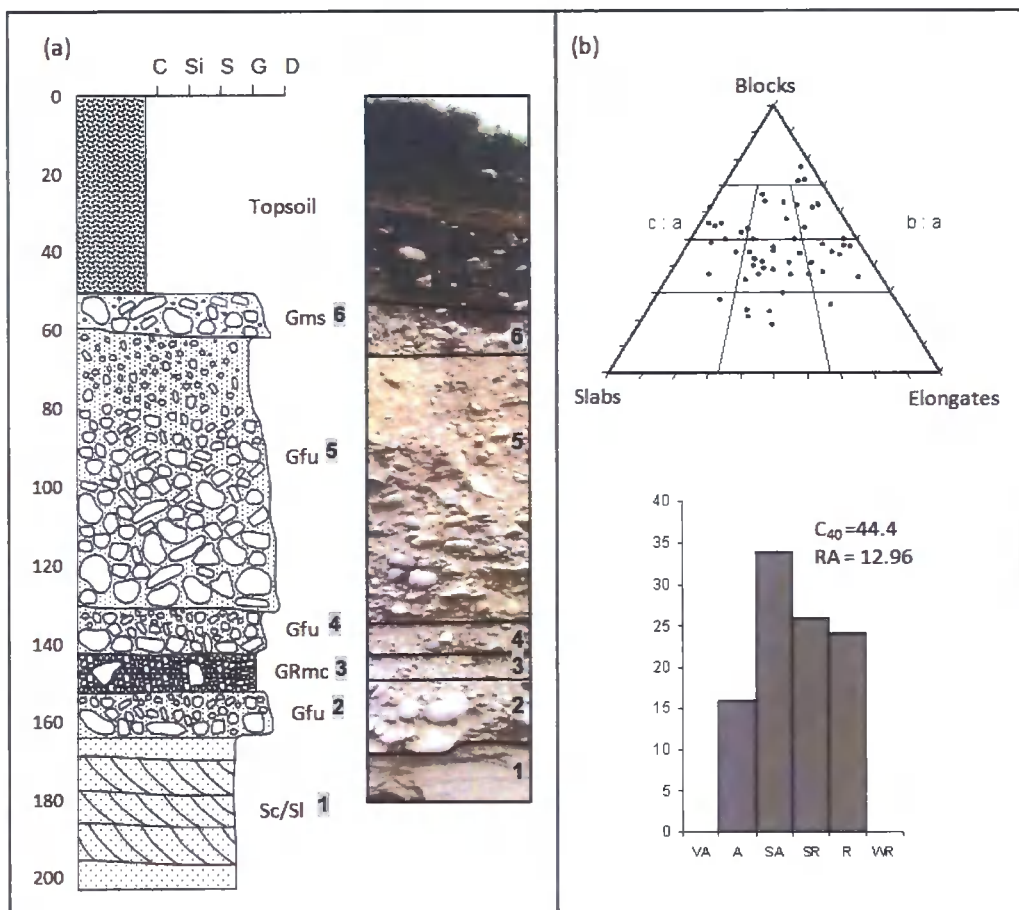 (a)
C Si S G D
0
20
40
60
80
100
120
140
160
180
200
Topsoil
Gms 6
Gfu 5
Gfu 4
GRmc 3
Gfu 2
Sc/Sl 1
6
5
4
3
2
1
(b)
Blocks
c : a
b : a
Slabs
Elongates
C₄₀ =44.4
RA = 12.96
40
35
30
25
20
15
10
5
0
VA A SA SR R WR